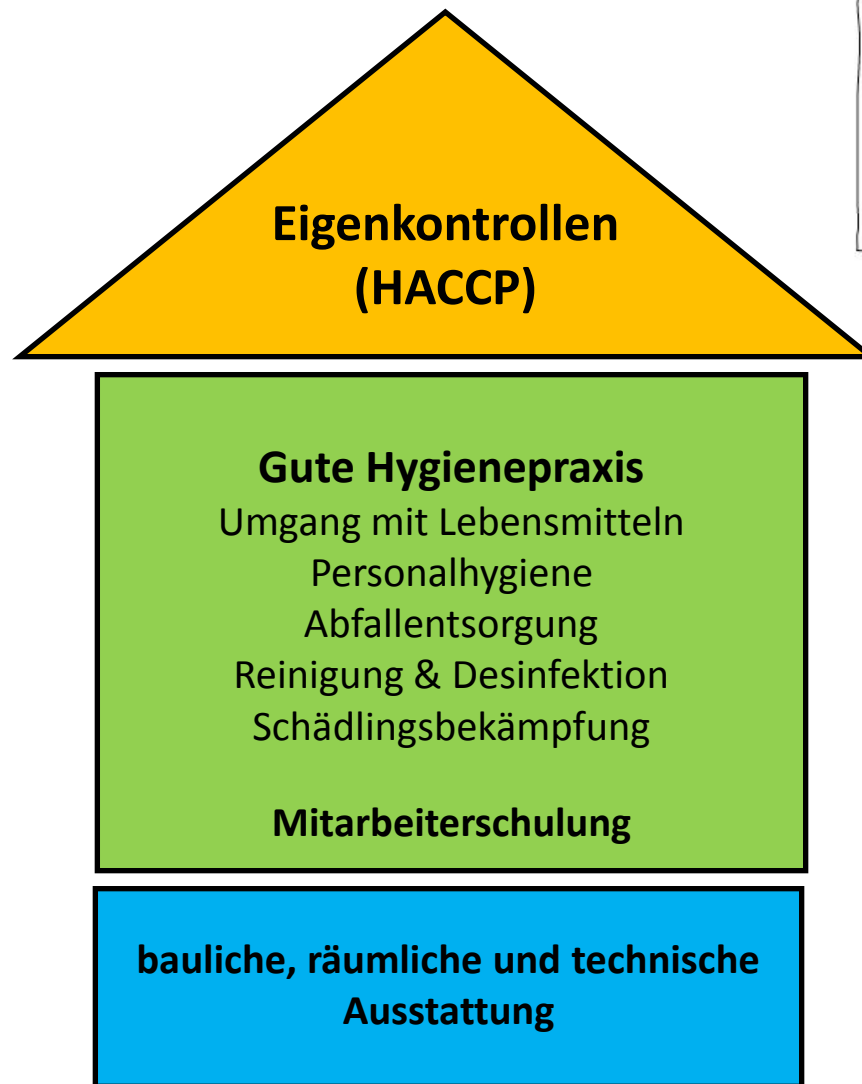 Eigenkontrollen
(HACCP)
Gute Hygienepraxis
Umgang mit Lebensmitteln
Personalhygiene
Abfallentsorgung
Reinigung & Desinfektion
Schädlingsbekämpfung
Mitarbeiterschulung
bauliche, räumliche und technische
Ausstattung